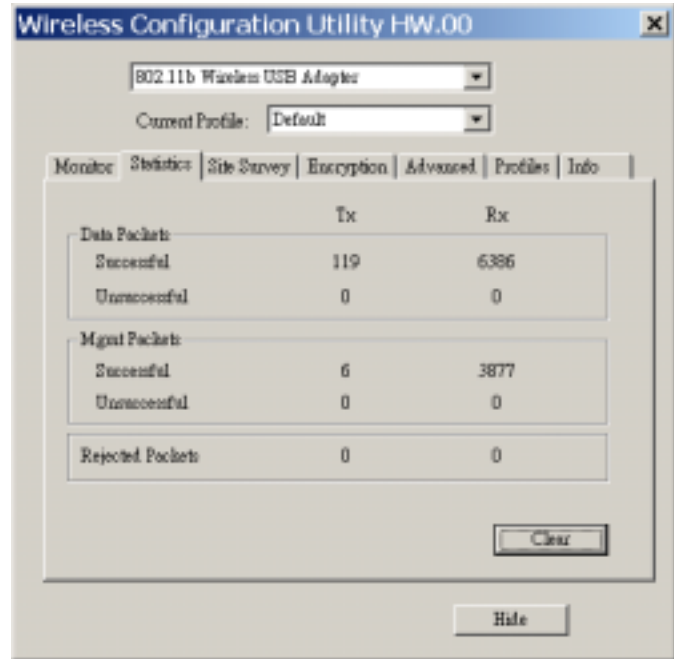 Wireless Configuration Utility HW.00
802.11b Wireless USB Adapter
Current Profile: Default
Monitor Statistics Site Survey Encryption Advanced Profiles Info
Tx Rx
Data Packets
Successful 119 6386
Unsuccessful 0 0
Mgmt Packets
Successful 6 3877
Unsuccessful 0 0
Rejected Packets 0 0
Clear
Hide